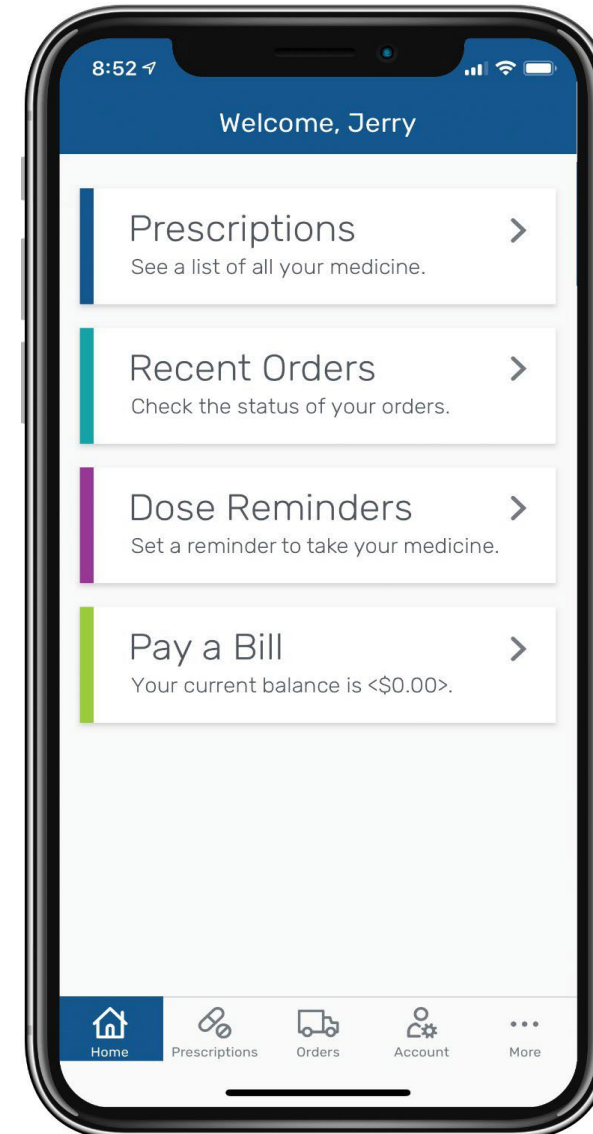 8:52
Welcome, Jerry
Prescriptions
See a list of all your medicine.
Recent Orders
Check the status of your orders.
Dose Reminders
Set a reminder to take your medicine.
Pay a Bill
Your current balance is <$0.00>.
Home Prescriptions Orders Account More